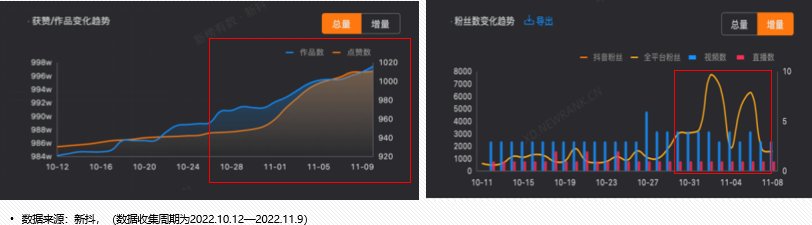 获赞/作品变化趋势
总量 增量
作品数 点赞数
998w 1020
996w
994w 1000
992w 980
990w 960
988w
986w 940
984w 920
10-12 10-16 10-20 10-24 10-28 11-01 11-05 11-09
粉丝数变化趋势 导出
总量 增量
抖音粉丝 全平台粉丝 视频数 直播数
8000 10
7000
6000
5000
4000 5
3000
2000
1000
0 0
10-11 10-15 10-19 10-23 10-27 10-31 11-04 11-08
• 数据来源：新抖，（数据收集周期为2022.10.12—2022.11.9）